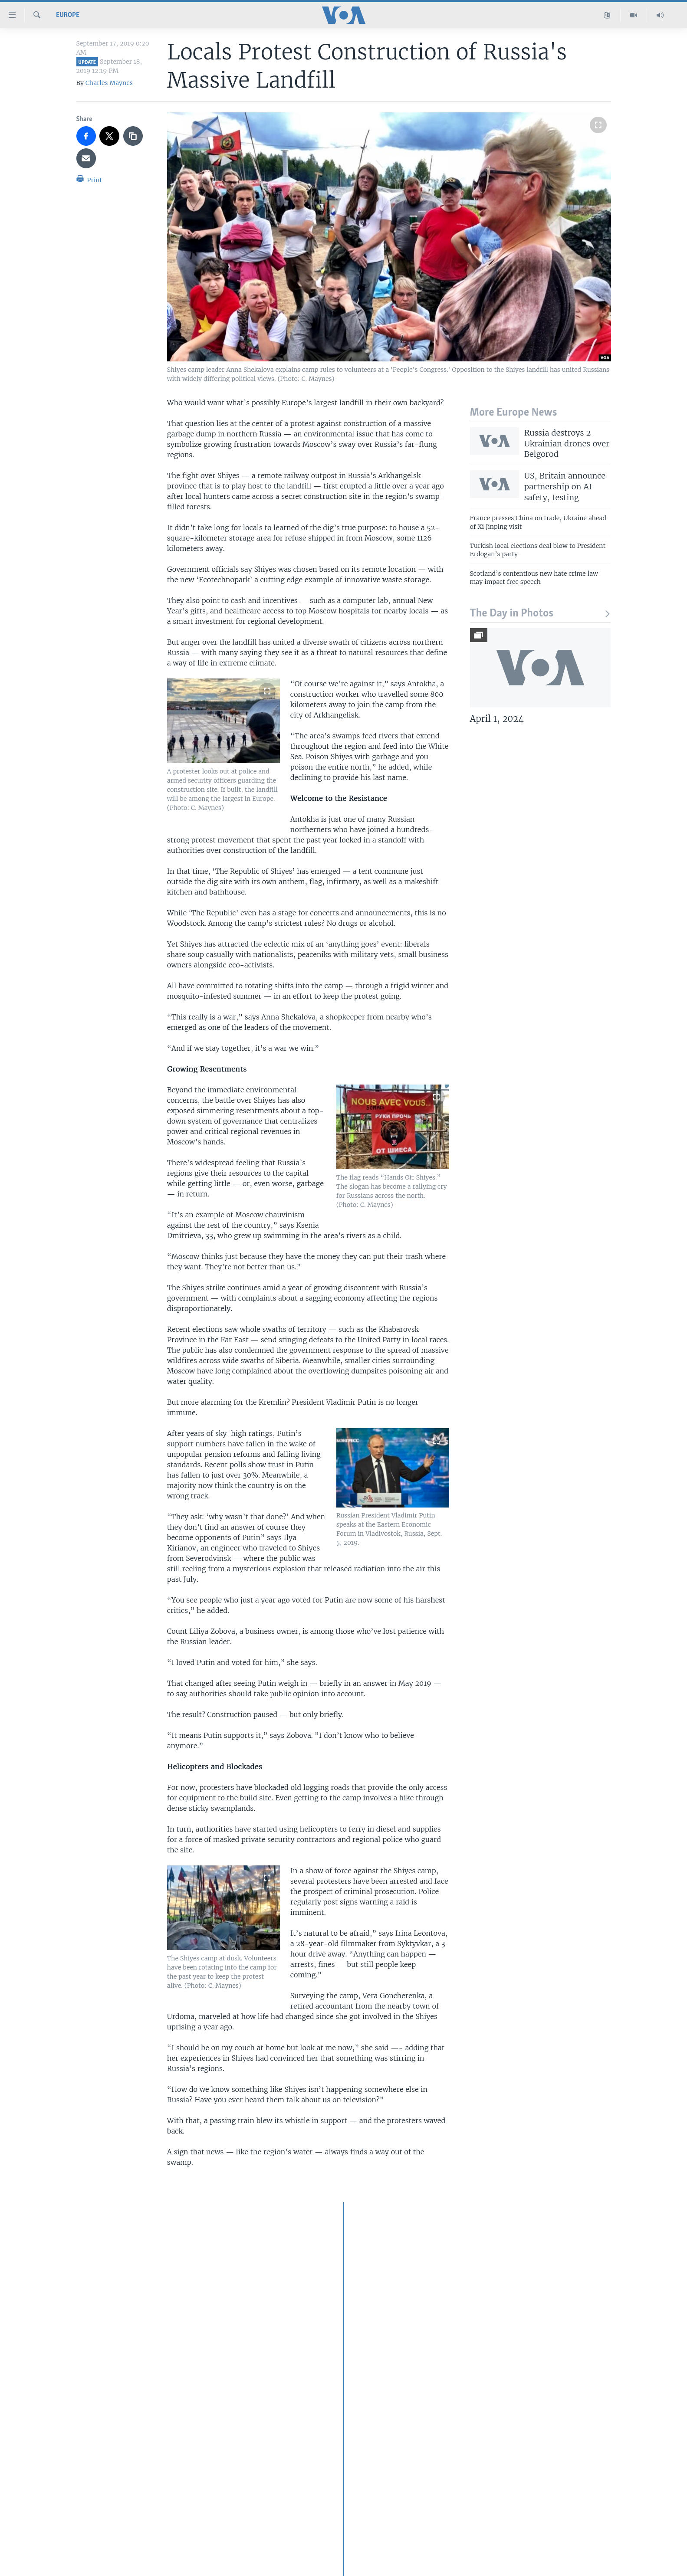 EUROPE
VOA
September 17, 2019 0:20
AM
UPDATE September 18,
2019 12:19 PM
By Charles Maynes
Locals Protest Construction of Russia's
Massive Landfill
Share
Print
VOA
Shiyes camp leader Anna Shekalova explains camp rules to volunteers at a 'People's Congress.' Opposition to the Shiyes landfill has united Russians
with widely differing political views. (Photo: C. Maynes)
Who would want what's possibly Europe's largest landfill in their own backyard?
That question lies at the center of a protest against construction of a massive
garbage dump in northern Russia — an environmental issue that has come to
symbolize growing frustration towards Moscow's sway over Russia's far-flung
regions.
The fight over Shiyes — a remote railway outpost in Russia's Arkhangelsk
province that is to play host to the landfill — first erupted a little over a year ago
after local hunters came across a secret construction site in the region's swamp-
filled forests.
It didn't take long for locals to learned of the dig's true purpose: to house a 52-
square-kilometer storage area for refuse shipped in from Moscow, some 1126
kilometers away.
Government officials say Shiyes was chosen based on its remote location — with
the new 'Ecotechnopark' a cutting edge example of innovative waste storage.
They also point to cash and incentives — such as a computer lab, annual New
Year's gifts, and healthcare access to top Moscow hospitals for nearby locals — as
a smart investment for regional development.
But anger over the landfill has united a diverse swath of citizens across northern
Russia — with many saying they see it as a threat to natural resources that define
a way of life in extreme climate.
A protester looks out at police and
armed security officers guarding the
construction site. If built, the landfill
will be among the largest in Europe.
(Photo: C. Maynes)
“Of course we're against it,” says Antokha, a
construction worker who travelled some 800
kilometers away to join the camp from the
city of Arkhangelisk.
“The area's swamps feed rivers that extend
throughout the region and feed into the White
Sea. Poison Shiyes with garbage and you
poison the entire north,” he added, while
declining to provide his last name.
Welcome to the Resistance
Antokha is just one of many Russian
northerners who have joined a hundreds-
strong protest movement that spent the past year locked in a standoff with
authorities over construction of the landfill.
In that time, 'The Republic of Shiyes' has emerged — a tent commune just
outside the dig site with its own anthem, flag, infirmary, as well as a makeshift
kitchen and bathhouse.
While 'The Republic' even has a stage for concerts and announcements, this is no
Woodstock. Among the camp's strictest rules? No drugs or alcohol.
Yet Shiyes has attracted the eclectic mix of an 'anything goes' event: liberals
share soup casually with nationalists, peaceniks with military vets, small business
owners alongside eco-activists.
All have committed to rotating shifts into the camp — through a frigid winter and
mosquito-infested summer — in an effort to keep the protest going.
“This really is a war,” says Anna Shekalova, a shopkeeper from nearby who's
emerged as one of the leaders of the movement.
“And if we stay together, it's a war we win.”
Growing Resentments
Beyond the immediate environmental
concerns, the battle over Shiyes has also
exposed simmering resentments about a top-
down system of governance that centralizes
power and critical regional revenues in
Moscow's hands.
NOUS AVEC VOUS
РУКИ ПРОЧЬ
ОТ ШИЕСА
The flag reads “Hands Off Shiyes.”
The slogan has become a rallying cry
for Russians across the north.
(Photo: C. Maynes)
There's widespread feeling that Russia's
regions give their resources to the capital
while getting little — or, even worse, garbage
— in return.
“It's an example of Moscow chauvinism
against the rest of the country,” says Ksenia
Dmitrieva, 33, who grew up swimming in the area's rivers as a child.
“Moscow thinks just because they have the money they can put their trash where
they want. They're not better than us.”
The Shiyes strike continues amid a year of growing discontent with Russia's
government — with complaints about a sagging economy affecting the regions
disproportionately.
Recent elections saw whole swaths of territory — such as the Khabarovsk
Province in the Far East — send stinging defeats to the United Party in local races.
The public has also condemned the government response to the spread of massive
wildfires across wide swaths of Siberia. Meanwhile, smaller cities surrounding
Moscow have long complained about the overflowing dumpsites poisoning air and
water quality.
But more alarming for the Kremlin? President Vladimir Putin is no longer
immune.
After years of sky-high ratings, Putin's
support numbers have fallen in the wake of
unpopular pension reforms and falling living
standards. Recent polls show trust in Putin
has fallen to just over 30%. Meanwhile, a
majority now think the country is on the
wrong track.
Russian President Vladimir Putin
speaks at the Eastern Economic
Forum in Vladivostok, Russia, Sept.
5, 2019.
“They ask: ‘why wasn't that done?’ And when
they don't find an answer of course they
become opponents of Putin” says Ilya
Kirianov, an engineer who traveled to Shiyes
from Severodvinsk — where the public was
still reeling from a mysterious explosion that released radiation into the air this
past July.
“You see people who just a year ago voted for Putin are now some of his harshest
critics,” he added.
Count Liliya Zobova, a business owner, is among those who've lost patience with
the Russian leader.
“I loved Putin and voted for him,” she says.
That changed after seeing Putin weigh in — briefly in an answer in May 2019 —
to say authorities should take public opinion into account.
The result? Construction paused — but only briefly.
“It means Putin supports it,” says Zobova. “I don't know who to believe
anymore.”
Helicopters and Blockades
For now, protesters have blockaded old logging roads that provide the only access
for equipment to the build site. Even getting to the camp involves a hike through
dense sticky swamplands.
In turn, authorities have started using helicopters to ferry in diesel and supplies
for a force of masked private security contractors and regional police who guard
the site.
The Shiyes camp at dusk. Volunteers
have been rotating into the camp for
the past year to keep the protest
alive. (Photo: C. Maynes)
In a show of force against the Shiyes camp,
several protesters have been arrested and face
the prospect of criminal prosecution. Police
regularly post signs warning a raid is
imminent.
It's natural to be afraid,” says Irina Leontova,
a 28-year-old filmmaker from Syktyvkar, a 3
hour drive away. “Anything can happen —
arrests, fines — but still people keep
coming.”
Surveying the camp, Vera Goncherenka, a
retired accountant from the nearby town of
Urdoma, marveled at how life had changed since she got involved in the Shiyes
uprising a year ago.
“I should be on my couch at home but look at me now,” she said —- adding that
her experiences in Shiyes had convinced her that something was stirring in
Russia's regions.
“How do we know something like Shiyes isn't happening somewhere else in
Russia? Have you ever heard them talk about us on television?”
With that, a passing train blew its whistle in support — and the protesters waved
back.
A sign that news — like the region's water — always finds a way out of the
swamp.
More Europe News
VOA
Russia destroys 2
Ukrainian drones over
Belgorod
VOA
US, Britain announce
partnership on AI
safety, testing
France presses China on trade, Ukraine ahead
of Xi Jinping visit
Turkish local elections deal blow to President
Erdogan's party
Scotland's contentious new hate crime law
may impact free speech
The Day in Photos
VOA
April 1, 2024